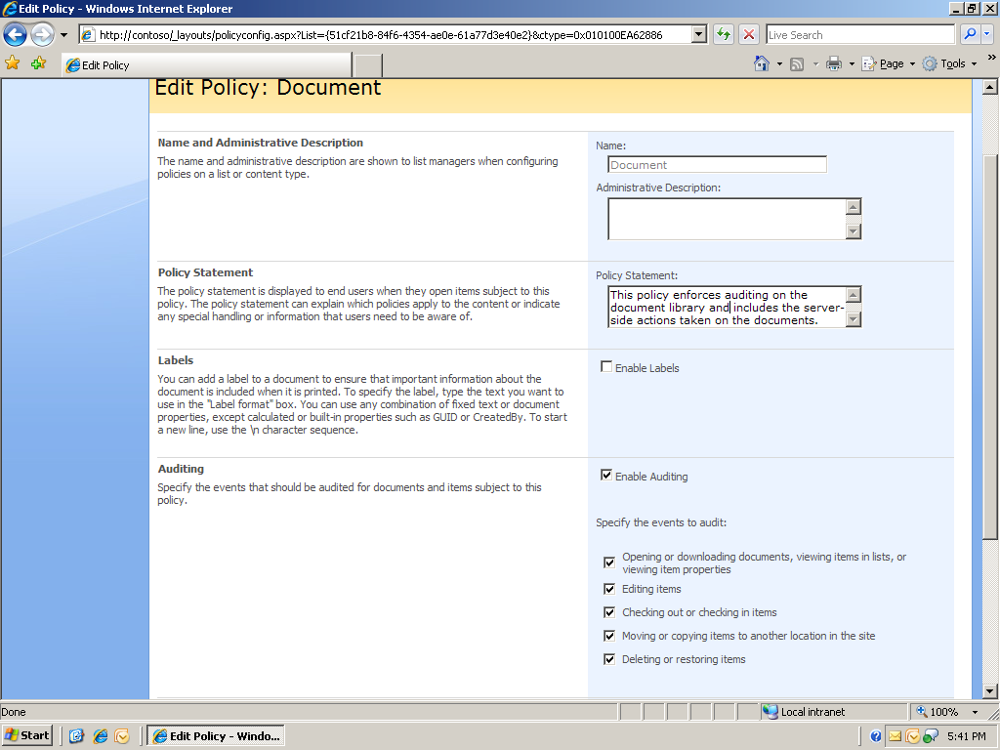 Edit Policy - Windows Internet Explorer
http://contoso/_layouts/policyconfig.aspx?List={51cf21b8-84f6-4354-ae0e-61a77d3e40e2}&ctype=0x010100EA62886
Live Search
Edit Policy
Page
Tools
Edit Policy: Document
Name and Administrative Description
The name and administrative description are shown to list managers when configuring
policies on a list or content type.
Name:
Document
Administrative Description:
Policy Statement
The policy statement is displayed to end users when they open items subject to this
policy. The policy statement can explain which policies apply to the content or indicate
any special handling or information that users need to be aware of.
Policy Statement:
This policy enforces auditing on the
document library and includes the server-
side actions taken on the documents.
Labels
You can add a label to a document to ensure that important information about the
document is included when it is printed. To specify the label, type the text you want to
use in the "Label format" box. You can use any combination of fixed text or document
properties, except calculated or built-in properties such as GUID or CreatedBy. To start
a new line, use the \n character sequence.
Enable Labels
Auditing
Specify the events that should be audited for documents and items subject to this
policy.
Enable Auditing
Specify the events to audit:
Opening or downloading documents, viewing items in lists, or
viewing item properties
Editing items
Checking out or checking in items
Moving or copying items to another location in the site
Deleting or restoring items
Done
Local intranet
100%
Start
Edit Policy - Windo...
5:41 PM